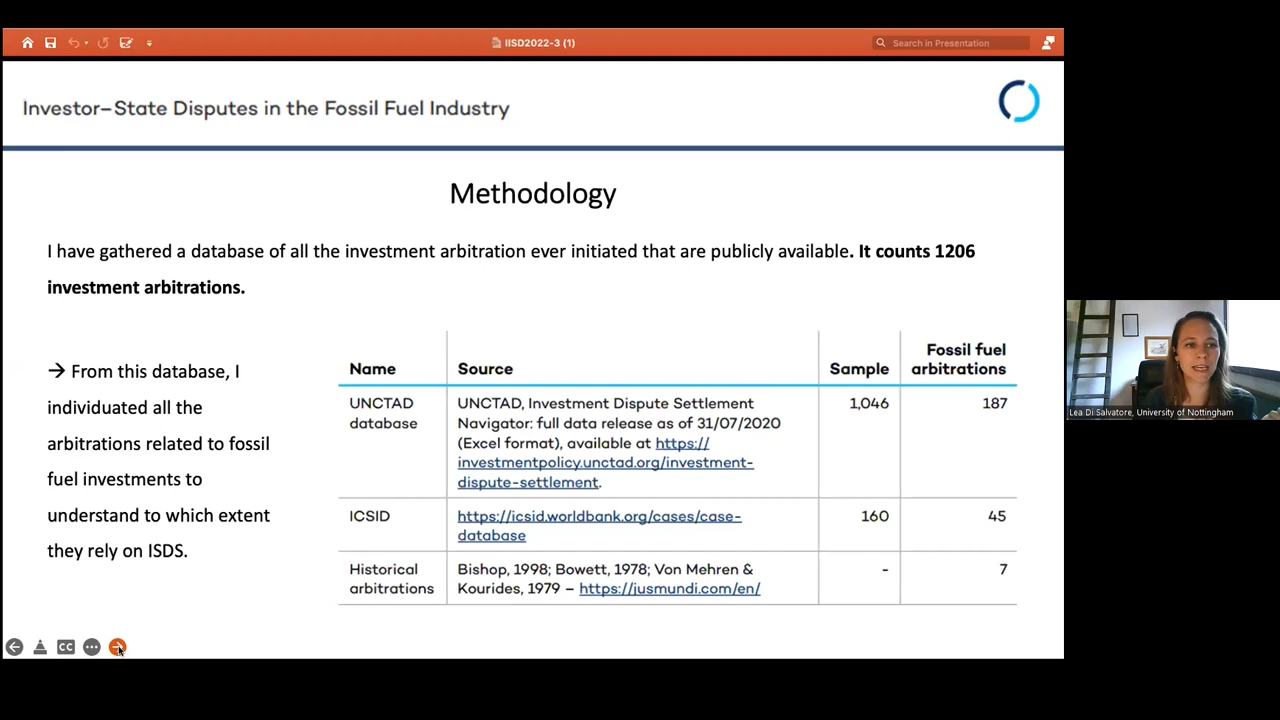 IISD2022-3 (1)
Search in Presentation
Investor–State Disputes in the Fossil Fuel Industry
Methodology
I have gathered a database of all the investment arbitration ever initiated that are publicly available. It counts 1206
investment arbitrations.
→ From this database, I
individuated all the
arbitrations related to fossil
fuel investments to
understand to which extent
they rely on ISDS.
Name Source Sample Fossil fuel
arbitrations
UNCTAD
database
UNCTAD, Investment Dispute Settlement
Navigator: full data release as of 31/07/2020
(Excel format), available at https://
investmentpolicy.unctad.org/investment-
dispute-settlement.
1,046
187
ICSID
https://icsid.worldbank.org/cases/case-
database
160
45
Historical
arbitrations
Bishop, 1998; Bowett, 1978; Von Mehren &
Kourides, 1979 – https://jusmundi.com/en/
-
7
CC
Lea Di Salvatore, University of Nottingham